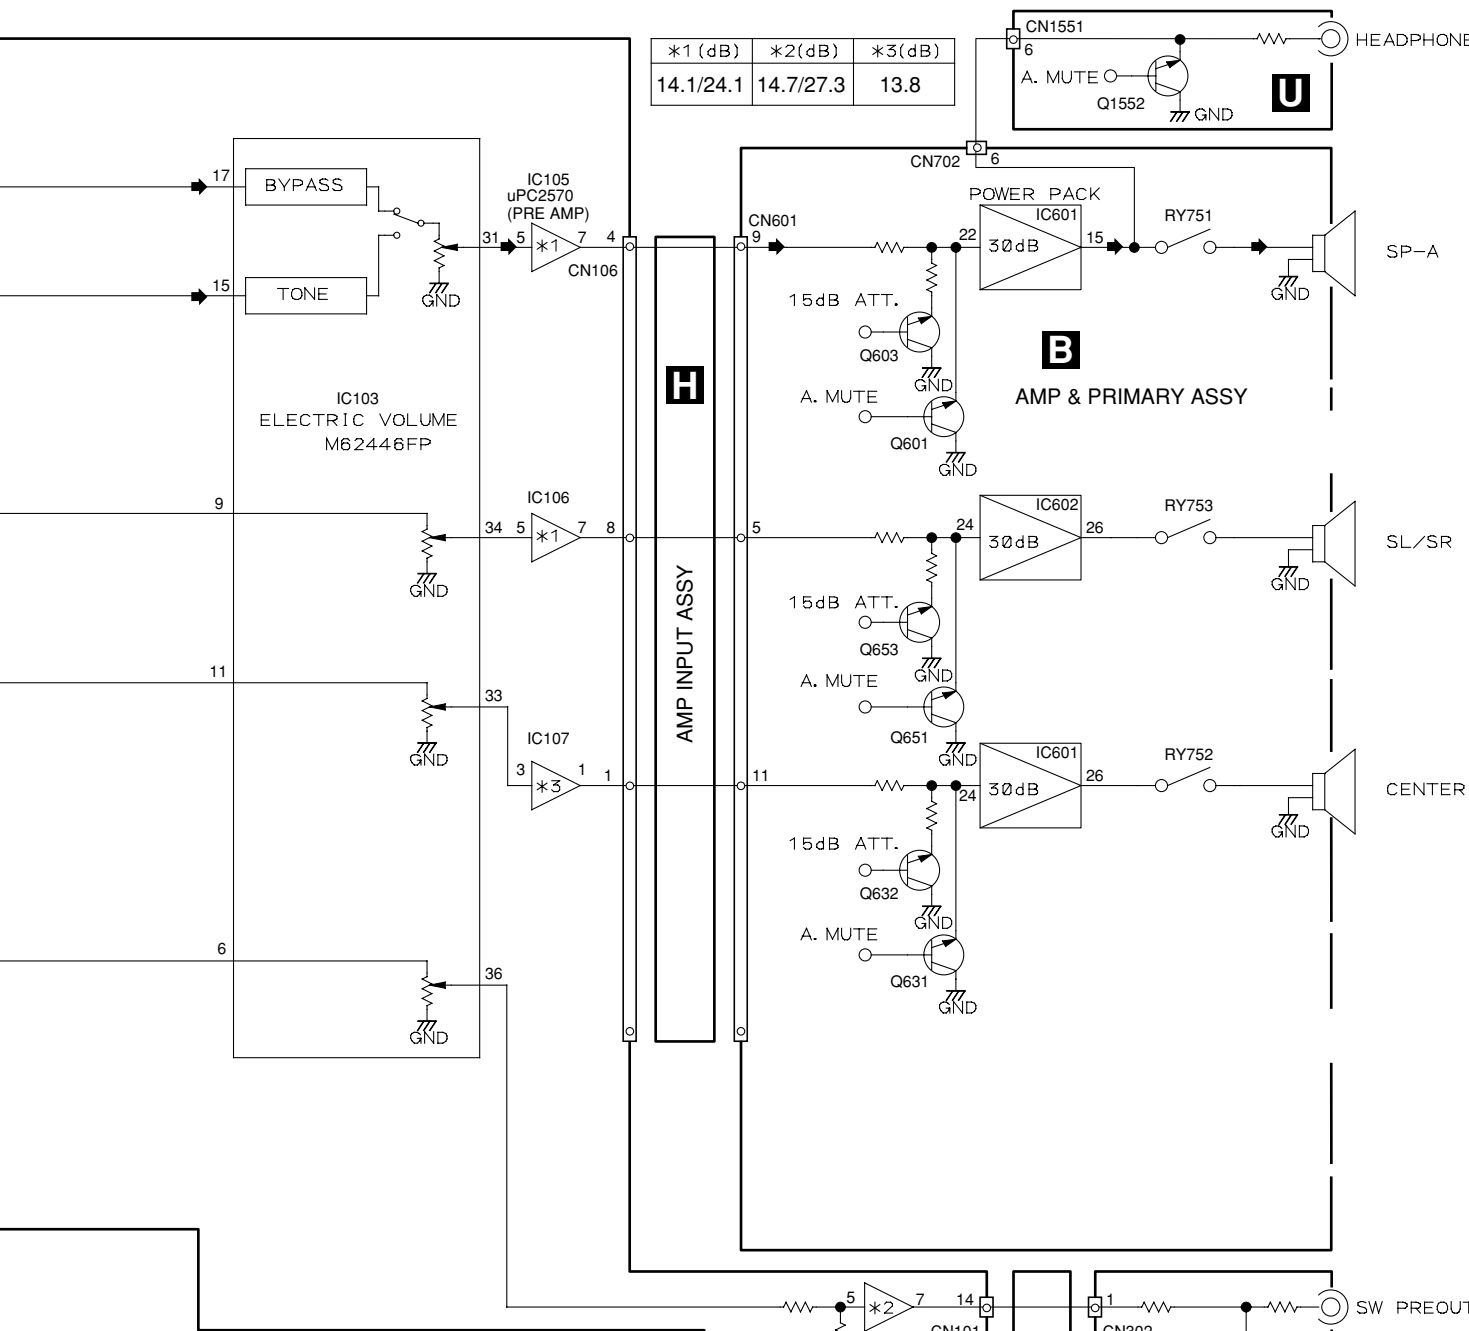 CN1551
6
HEADPHONE
A. MUTE
Q1552
GND
U
*1(dB) *2(dB) *3(dB)
14.1/24.1 14.7/27.3 13.8
CN702 6
17 BYPASS
15 TONE
GND
IC105
uPC2570
(PRE AMP)
31 5 *1 7 4
CN106
CN601
9
POWER PACK
22 IC601 30dB 15
RY751
SP-A
GND
15dB ATT.
Q603
GND
A. MUTE
Q601
GND
B
AMP & PRIMARY ASSY
H
AMP INPUT ASSY
IC103
ELECTRIC VOLUME
M62446FP
9
IC106
34 5 *1 7 8
GND
5
24 IC602 30dB 26
RY753
SL/SR
GND
15dB ATT.
Q653
GND
A. MUTE
Q651
GND
11
33
GND
IC107
3 *3 1 1
11
24 IC601 30dB 26
RY752
CENTER
GND
15dB ATT.
Q632
GND
A. MUTE
Q631
GND
6
36
GND
5 *2 7 14
1
SW PREOUT
CN101
CN302